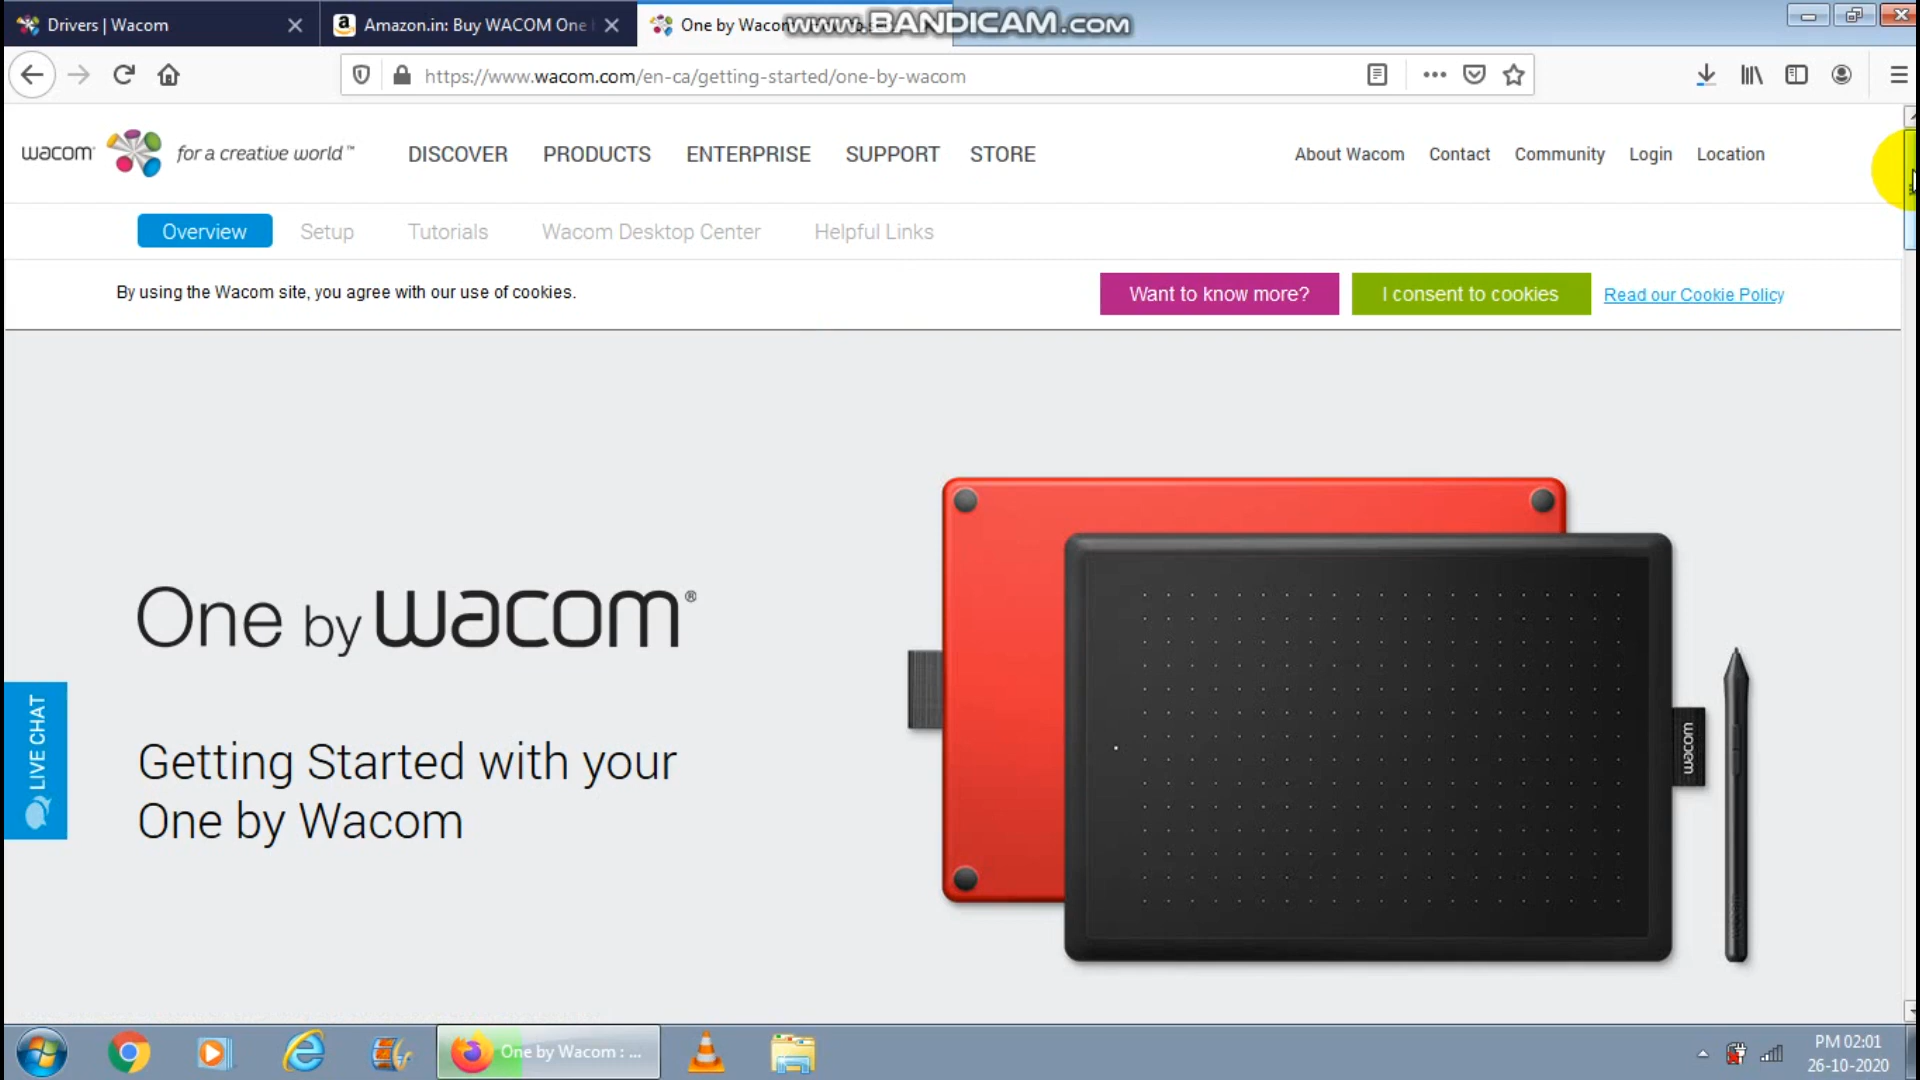 Drivers | Wacom
Amazon.in: Buy WACOM One
One by Wacom
www.BANDICAM.com
https://www.wacom.com/en-ca/getting-started/one-by-wacom
wacom for a creative world™
DISCOVER PRODUCTS ENTERPRISE SUPPORT STORE
About Wacom Contact Community Login Location
Overview Setup Tutorials Wacom Desktop Center Helpful Links
By using the Wacom site, you agree with our use of cookies.
Want to know more? I consent to cookies Read our Cookie Policy
One by wacom®
Getting Started with your
One by Wacom
LIVE CHAT
wacom
One by Wacom : ...
PM 02:01
26-10-2020